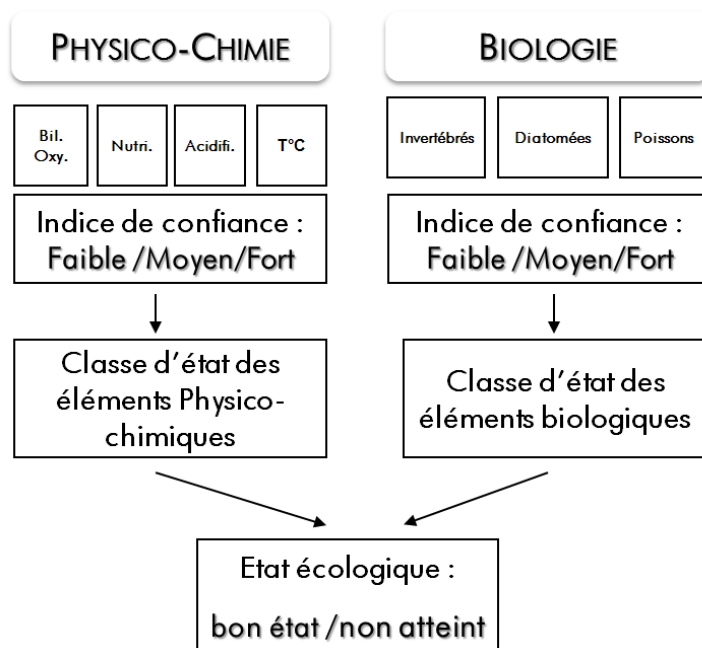 PHYSICO-CHIMIE
Bil.
Oxy.
Nutri.
Acidifi.
T°C
Indice de confiance :
Faible /Moyen/Fort
Classe d'état des
éléments Physico-
chimiques
BIOLOGIE
Invertébrés
Diatomées
Poissons
Indice de confiance :
Faible /Moyen/Fort
Classe d'état des
éléments biologiques
Etat écologique :
bon état /non atteint